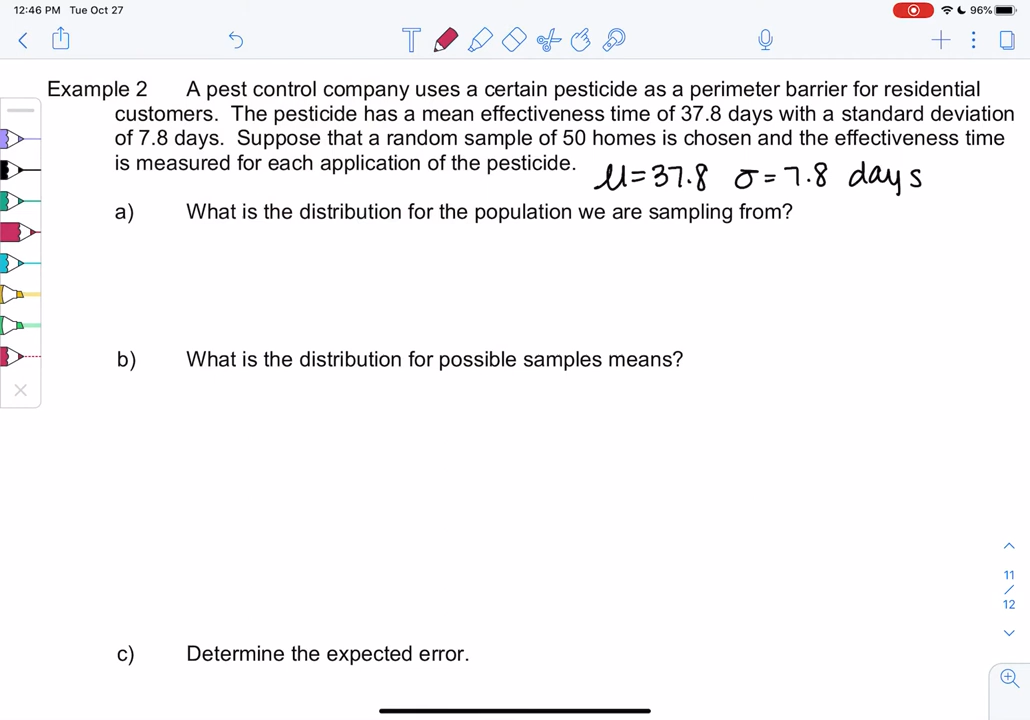 12:46 PM Tue Oct 27
96%
Example 2 A pest control company uses a certain pesticide as a perimeter barrier for residential
customers. The pesticide has a mean effectiveness time of 37.8 days with a standard deviation
of 7.8 days. Suppose that a random sample of 50 homes is chosen and the effectiveness time
is measured for each application of the pesticide.
μ=37.8 σ=7.8 days
a) What is the distribution for the population we are sampling from?
b) What is the distribution for possible samples means?
11
/
12
c) Determine the expected error.